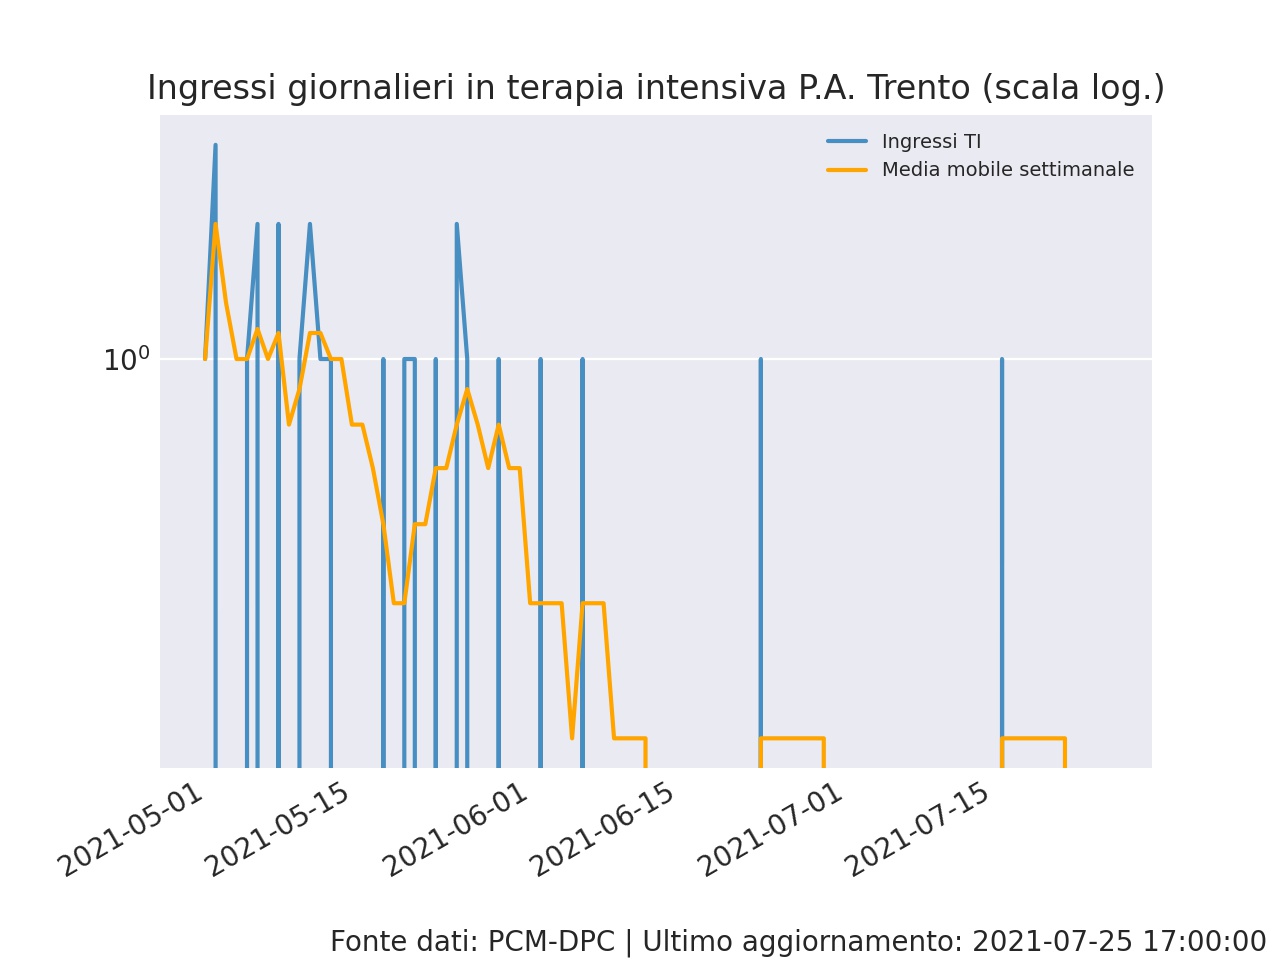 Ingressi giornalieri in terapia intensiva P.A. Trento (scala log.)
Ingressi TI
Media mobile settimanale
10⁰
2021-05-01
2021-05-15
2021-06-01
2021-06-15
2021-07-01
2021-07-15
Fonte dati: PCM-DPC | Ultimo aggiornamento: 2021-07-25 17:00:00